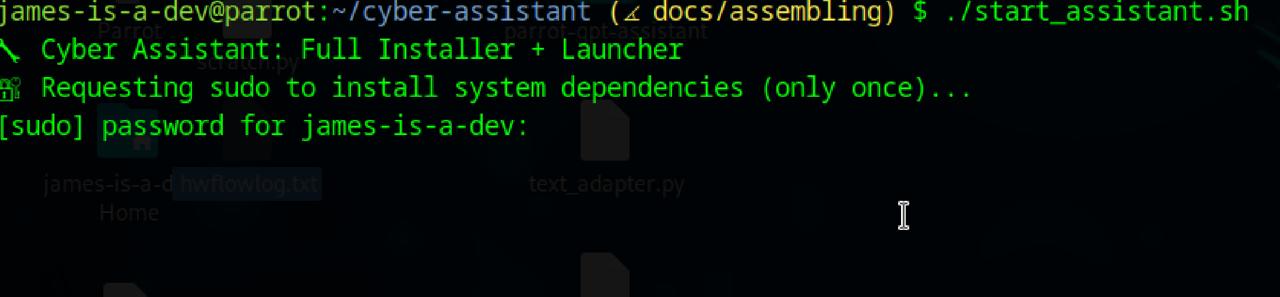 james-is-a-dev@parrot:~/cyber-assistant (∡ docs/assembling) $ ./start_assistant.sh
Parrot
parrot-gpt-assistant
🔧 Cyber Assistant: Full Installer + Launcher
scratch.py
🔐 Requesting sudo to install system dependencies (only once)...
[sudo] password for james-is-a-dev:
james-is-a-d hwflowlog.txt text_adapter.py
Home